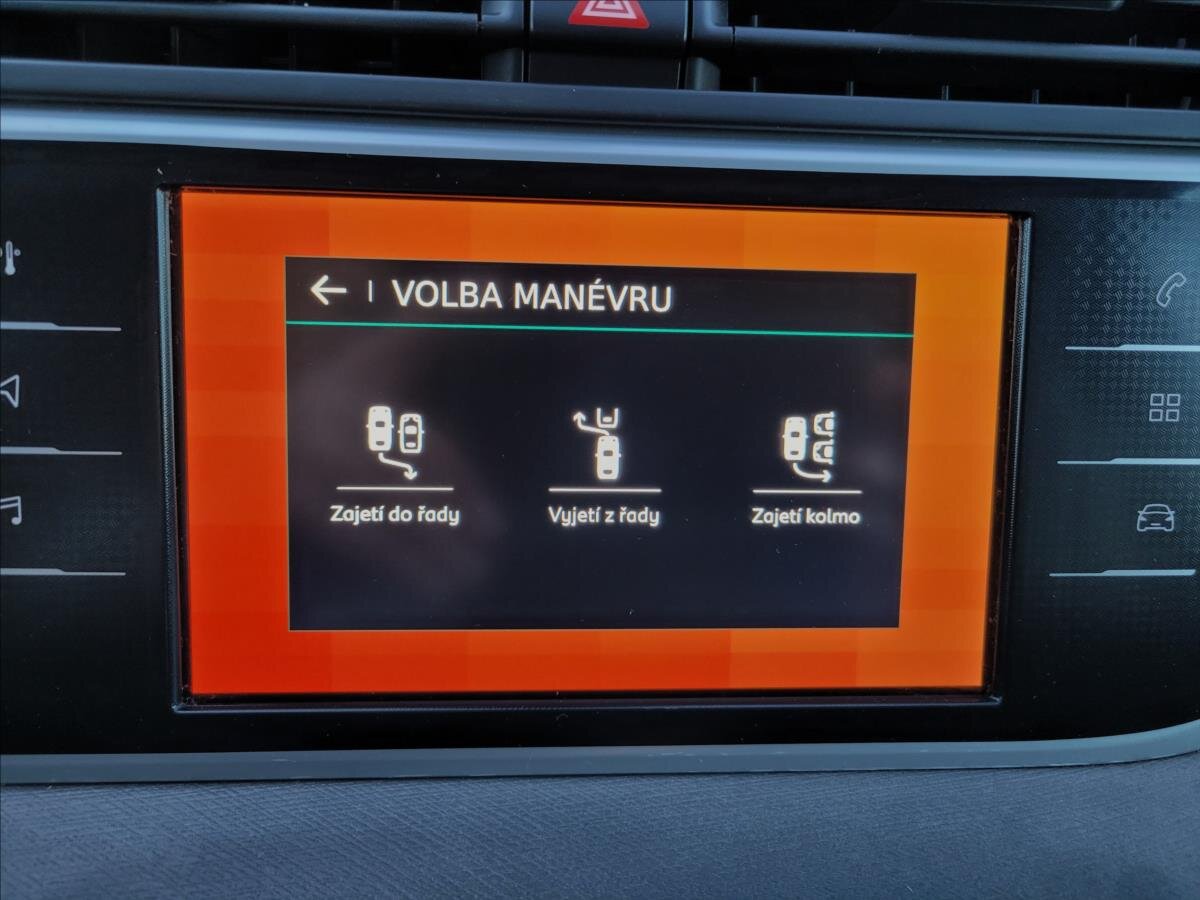 VOLBA MANÉVRU
Zajetí do řady
Vyjetí z řady
Zajetí kolmo